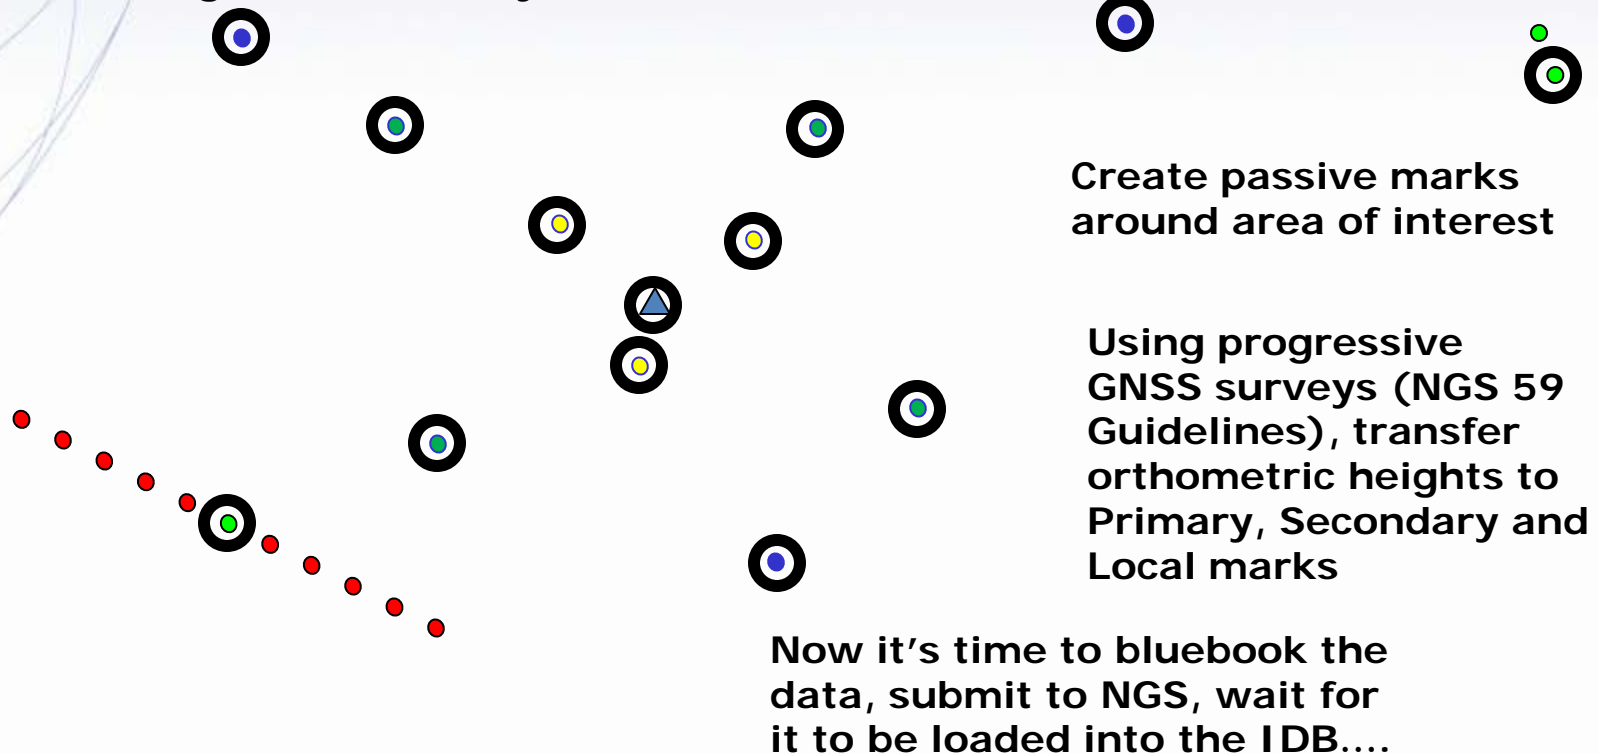 Create passive marks
around area of interest
Using progressive
GNSS surveys (NGS 59
Guidelines), transfer
orthometric heights to
Primary, Secondary and
Local marks
Now it’s time to bluebook the
data, submit to NGS, wait for
it to be loaded into the IDB....